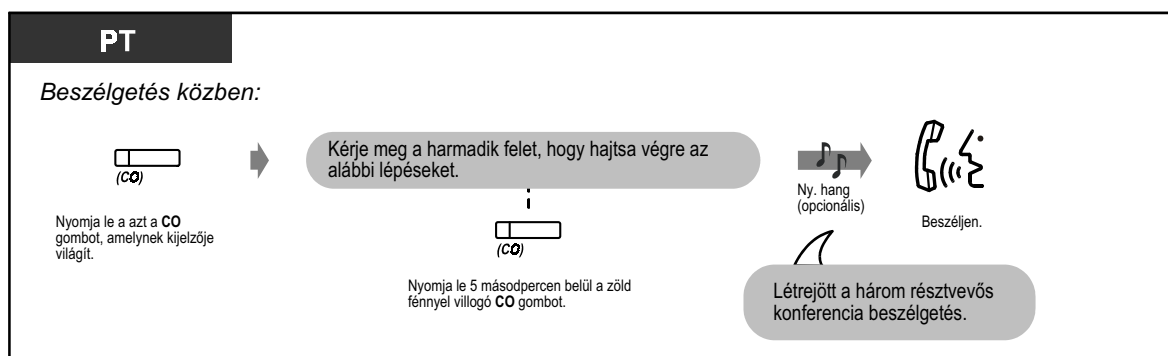 PT
Beszélgetés közben:
(CO)
Nyomja le a azt a CO
gombot, amelynek kijelzője
világít.
Kérje meg a harmadik felet, hogy hajtsa végre az
alábbi lépéseket.
(CO)
Nyomja le 5 másodpercen belül a zöld
fénnyel villogó CO gombot.
Ny. hang
(opcionális)
Beszéljen.
Létrejött a három résztvevős
konferencia beszélgetés.